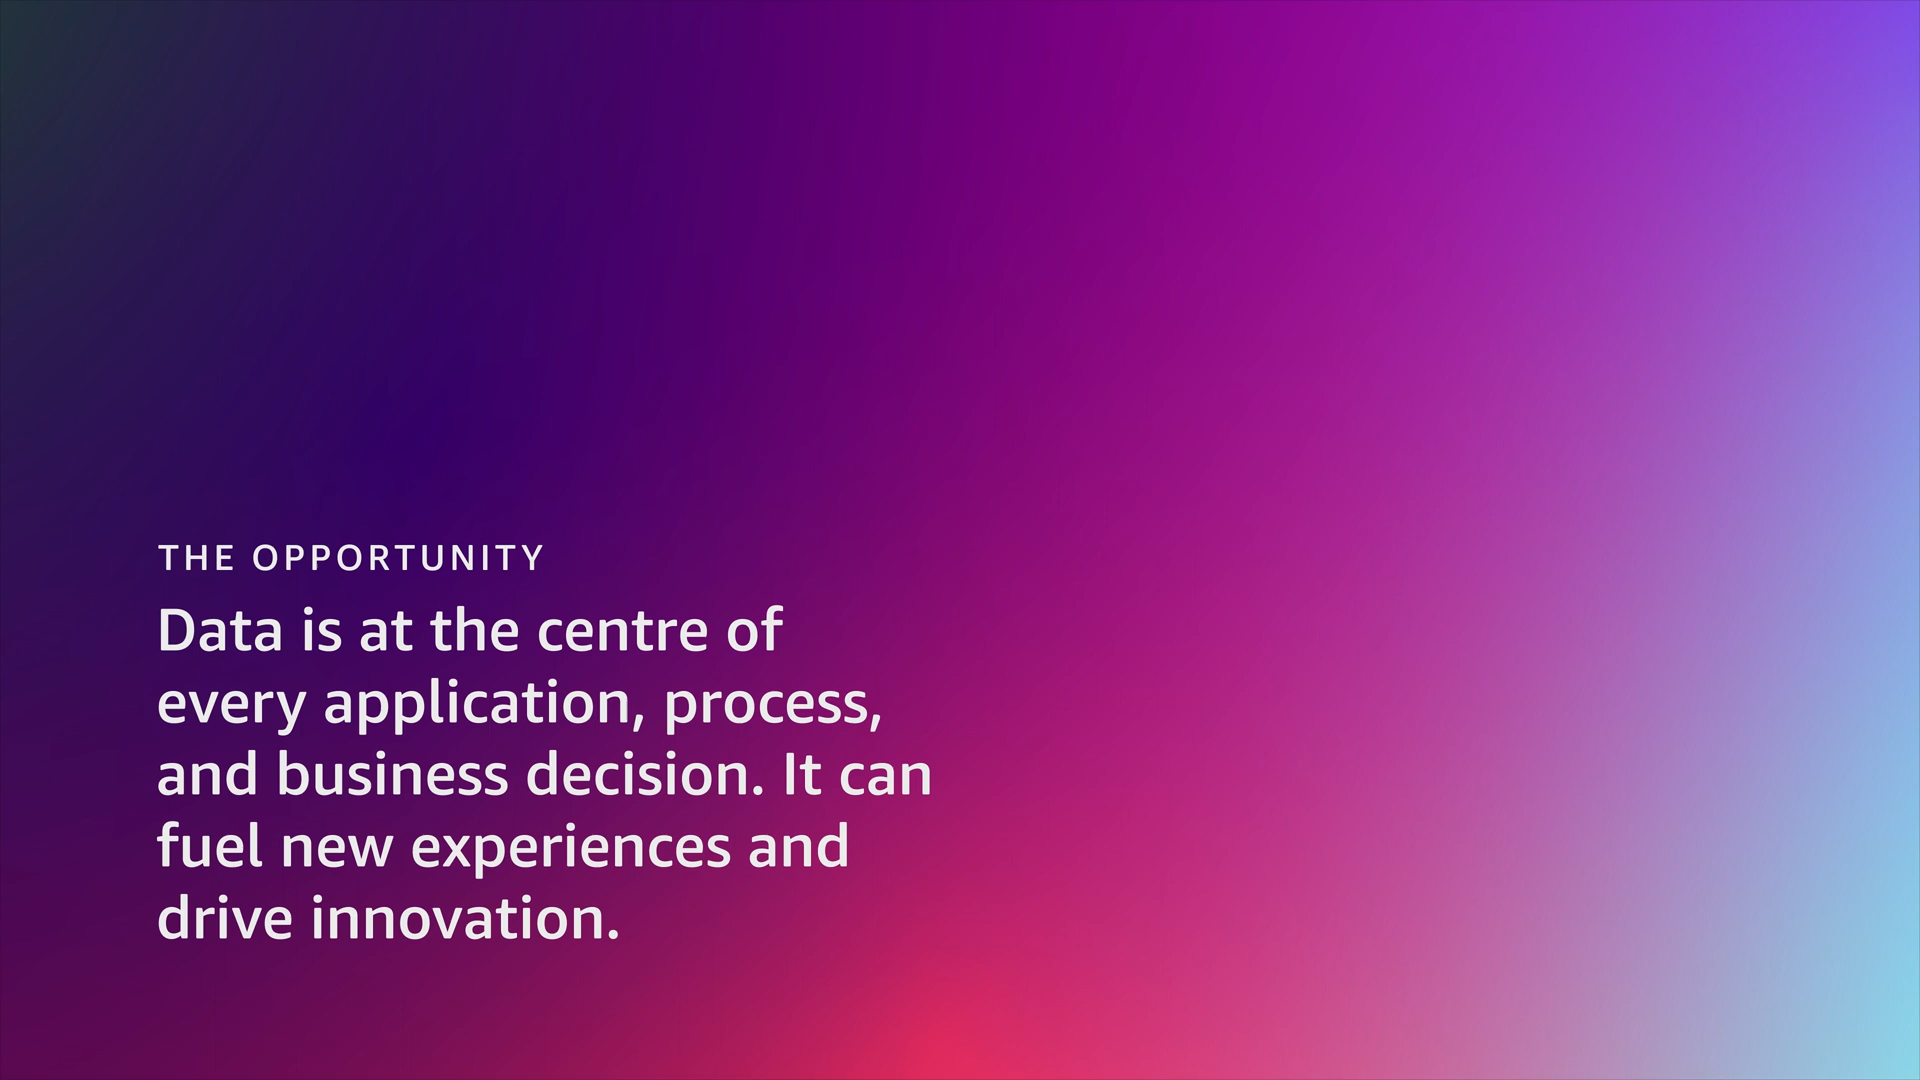 THE OPPORTUNITY
Data is at the centre of
every application, process,
and business decision. It can
fuel new experiences and
drive innovation.